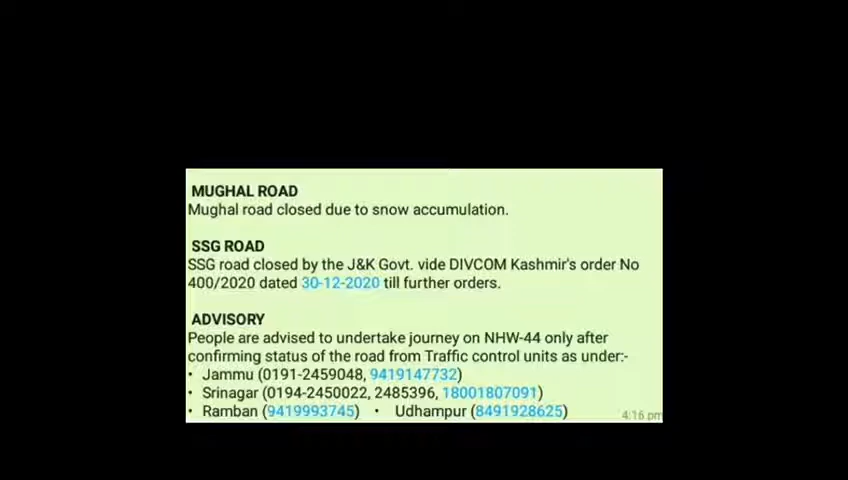 MUGHAL ROAD
Mughal road closed due to snow accumulation.
SSG ROAD
SSG road closed by the J&K Govt. vide DIVCOM Kashmir's order No
400/2020 dated 30-12-2020 till further orders.
ADVISORY
People are advised to undertake journey on NHW-44 only after
confirming status of the road from Traffic control units as under:-
• Jammu (0191-2459048, 9419147732)
• Srinagar (0194-2450022, 2485396, 18001807091)
• Ramban (9419993745) • Udhampur (8491928625)
4:16 pm